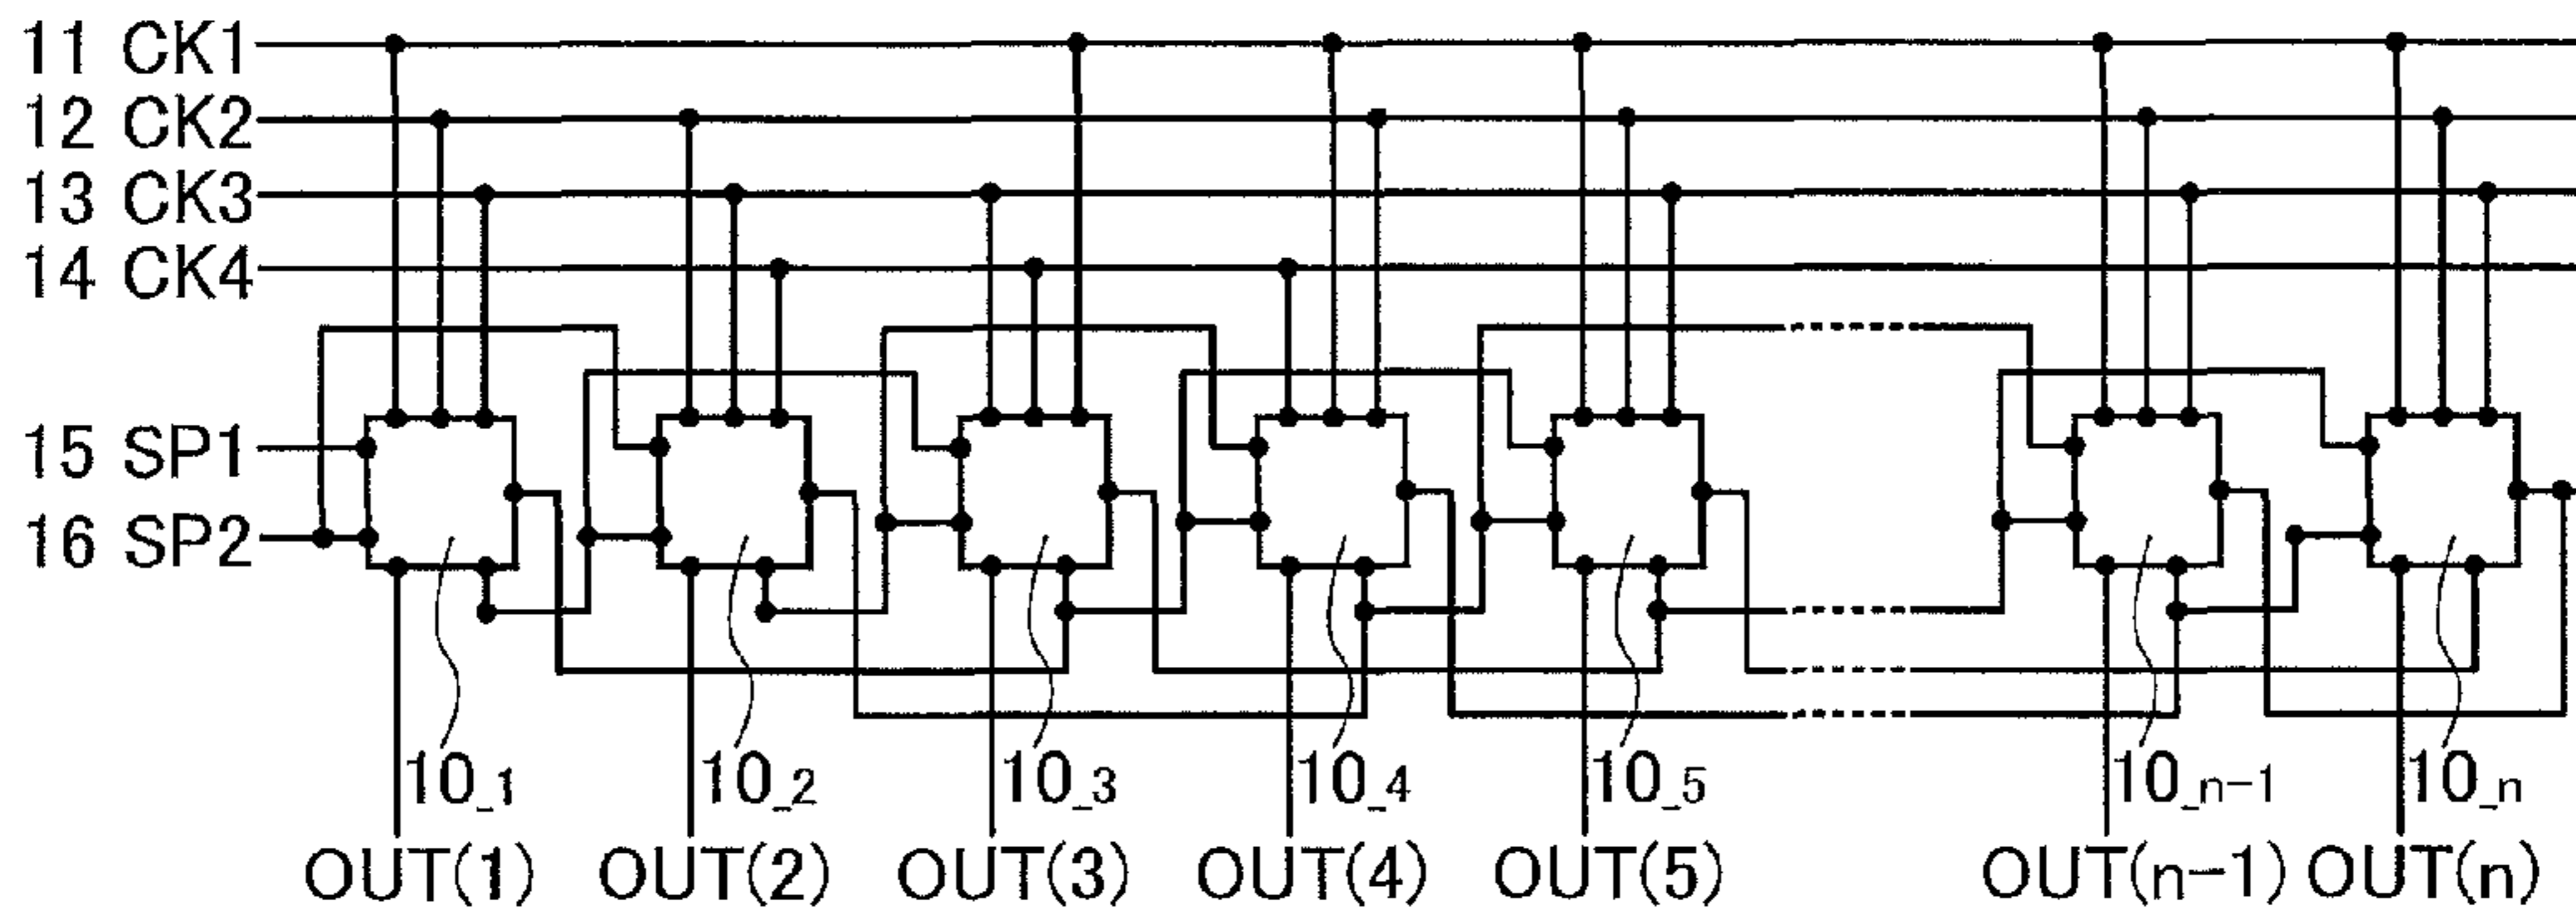 11 CK1
12 CK2
13 CK3
14 CK4
15 SP1
16 SP2
10_1 10_2 10_3 10_4 10_5 10_n-1 10_n
OUT(1) OUT(2) OUT(3) OUT(4) OUT(5) OUT(n-1) OUT(n)